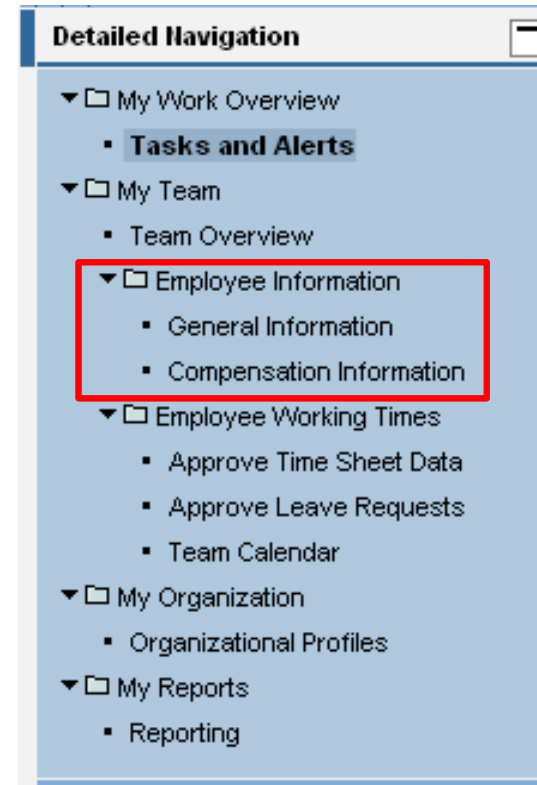 Detailed Navigation
My Work Overview
Tasks and Alerts
My Team
Team Overview
Employee Information
General Information
Compensation Information
Employee Working Times
Approve Time Sheet Data
Approve Leave Requests
Team Calendar
My Organization
Organizational Profiles
My Reports
Reporting